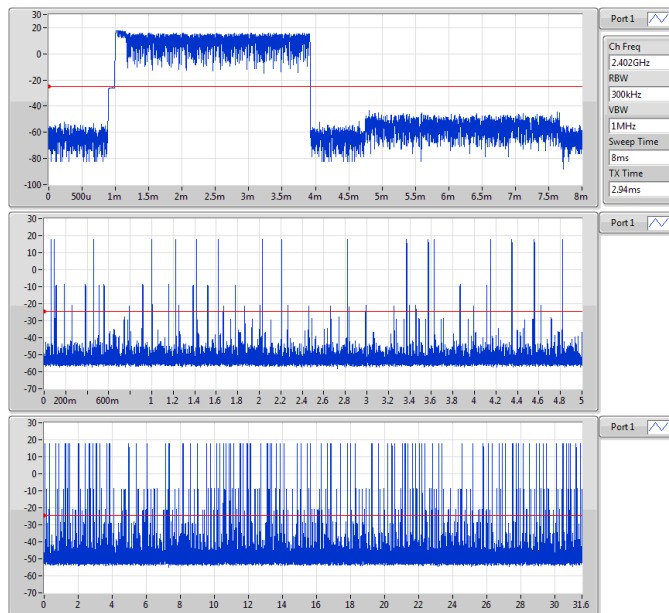 30
20
0
-20
-40
-60
-80
-100
0 500u 1m 1.5m 2m 2.5m 3m 3.5m 4m 4.5m 5m 5.5m 6m 6.5m 7m 7.5m 8m
Port 1
Ch Freq
2.402GHz
RBW
300kHz
VBW
1MHz
Sweep Time
8ms
TX Time
2.94ms
30
20
10
0
-10
-20
-30
-40
-50
-60
-70
0 200m 600m 1 1.2 1.4 1.6 1.8 2 2.2 2.4 2.6 2.8 3 3.2 3.4 3.6 3.8 4 4.2 4.4 4.6 4.8 5
Port 1
30
20
10
0
-10
-20
-30
-40
-50
-60
-70
0 2 4 6 8 10 12 14 16 18 20 22 24 26 28 30 31.6
Port 1